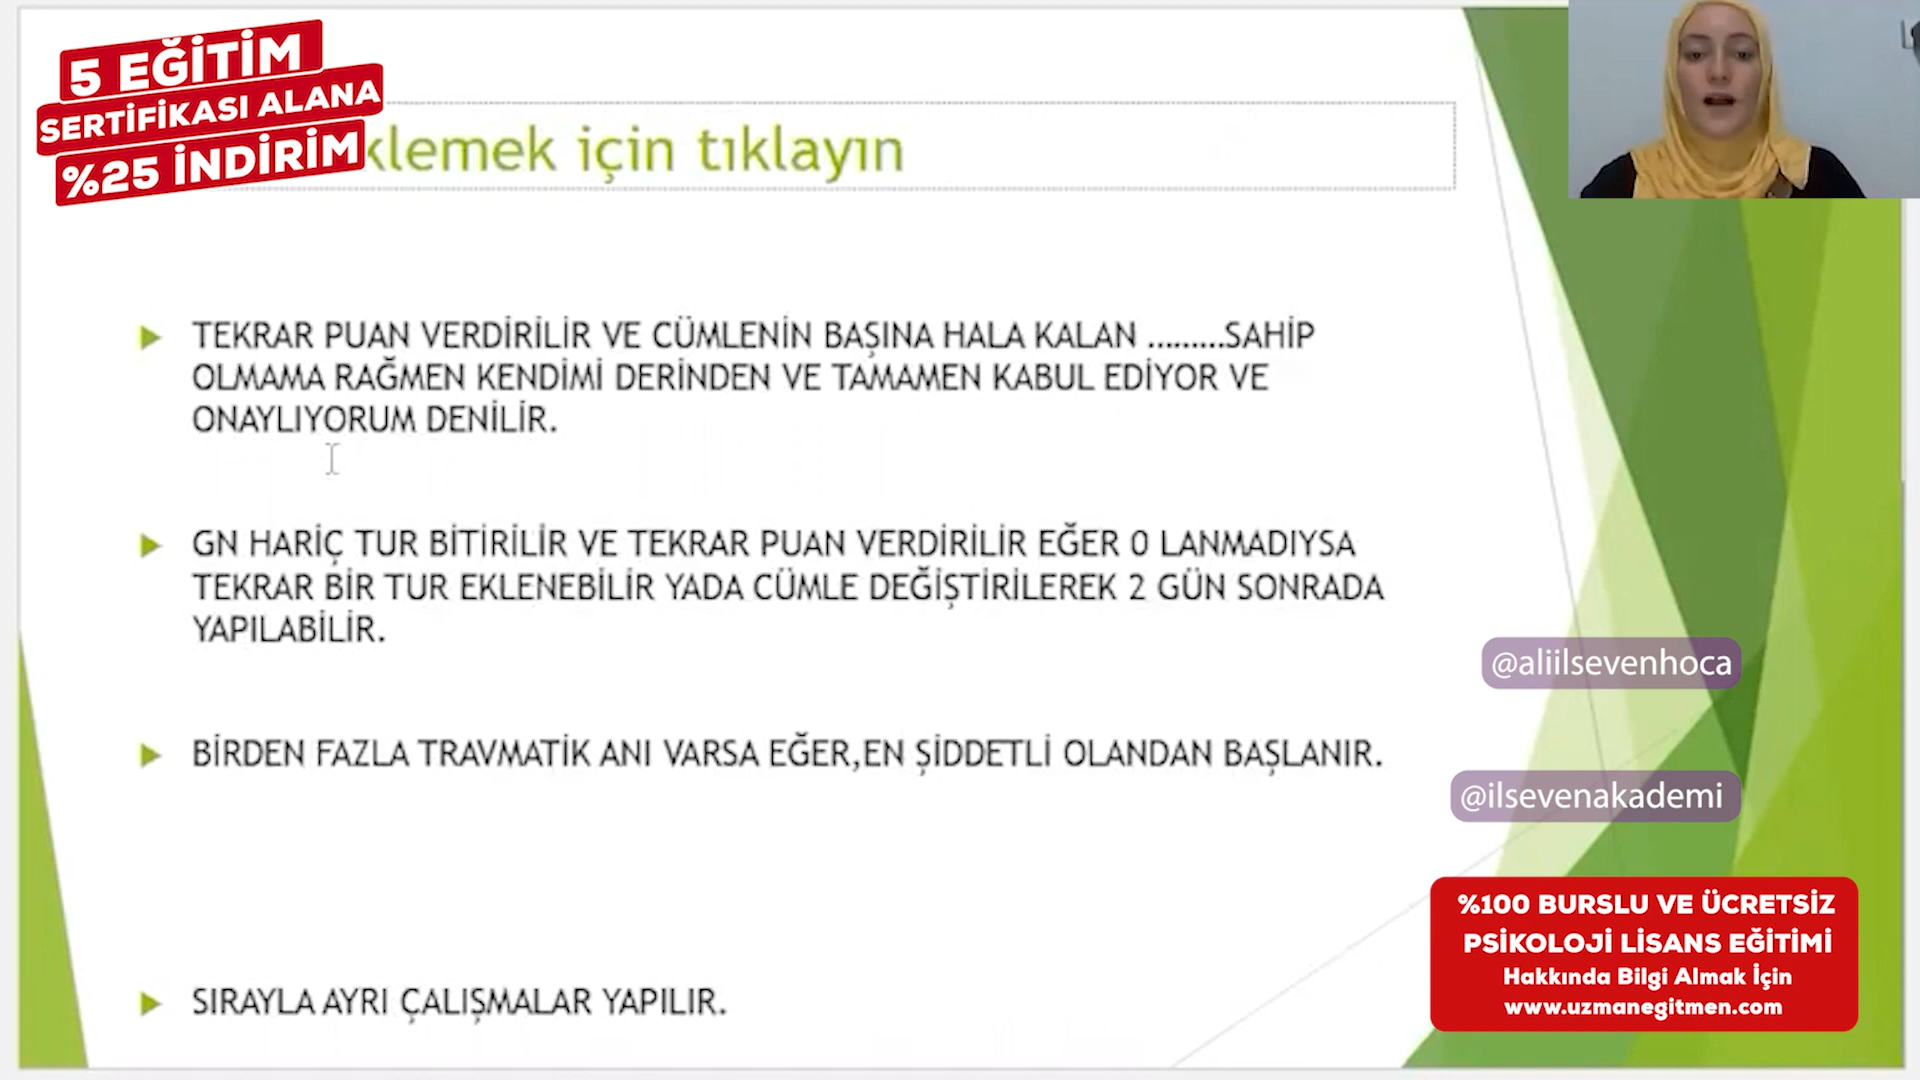 5 EĞİTİM
SERTİFİKASI ALANA
%25 İNDİRİM
klemek için tıklayın
TEKRAR PUAN VERDİRİLİR VE CÜMLENİN BAŞINA HALA KALAN .........SAHİP
OLMAMA RAĞMEN KENDİMİ DERİNDEN VE TAMAMEN KABUL EDİYOR VE
ONAYLIYORUM DENİLİR.
GN HARİÇ TUR BİTİRİLİR VE TEKRAR PUAN VERDİRİLİR EĞER 0 LANMADIYSA
TEKRAR BİR TUR EKLENEBİLİR YADA CÜMLE DEĞİŞTİRİLEREK 2 GÜN SONRADA
YAPILABİLİR.
BİRDEN FAZLA TRAVMATİK ANI VARSA EĞER,EN ŞİDDETLİ OLANDAN BAŞLANIR.
SIRAYLA AYRI ÇALIŞMALAR YAPILIR.
@aliilsevenhoca
@ilsevenakademi
%100 BURSLU VE ÜCRETSİZ
PSİKOLOJİ LİSANS EĞİTİMİ
Hakkında Bilgi Almak İçin
www.uzmanegitmen.com